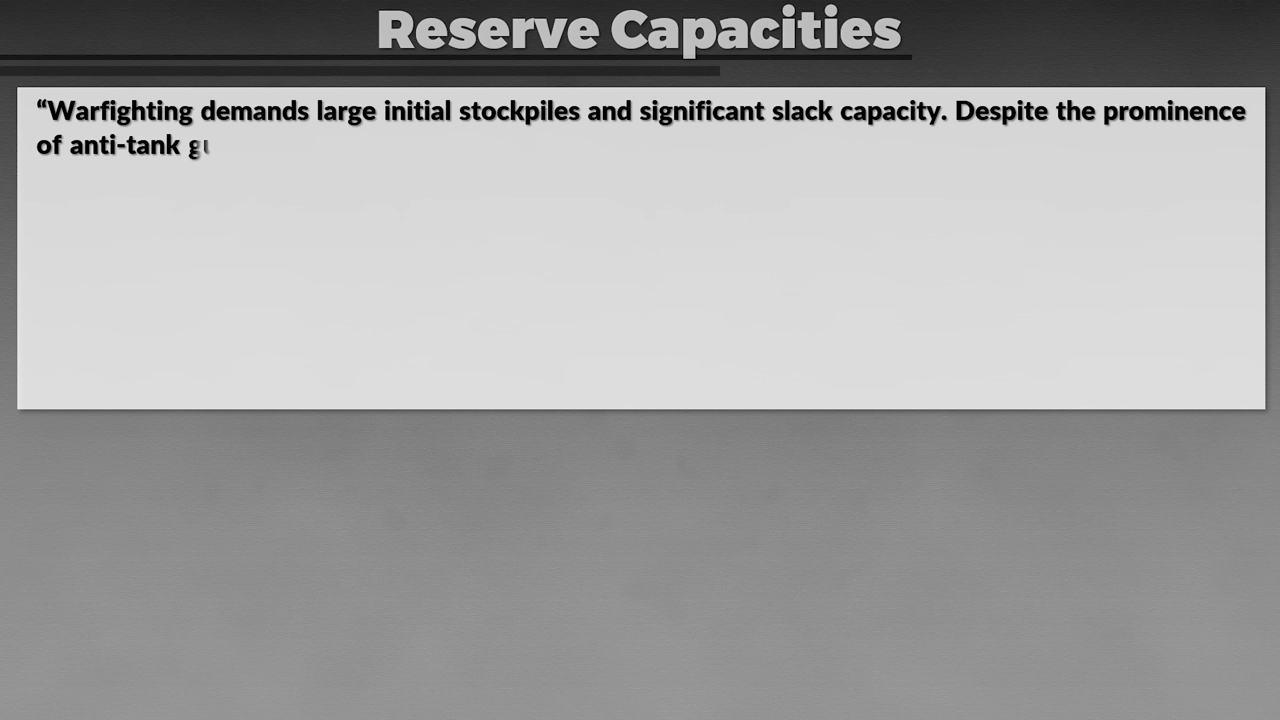 Reserve Capacities
“Warfighting demands large initial stockpiles and significant slack capacity. Despite the prominence
of anti-tank